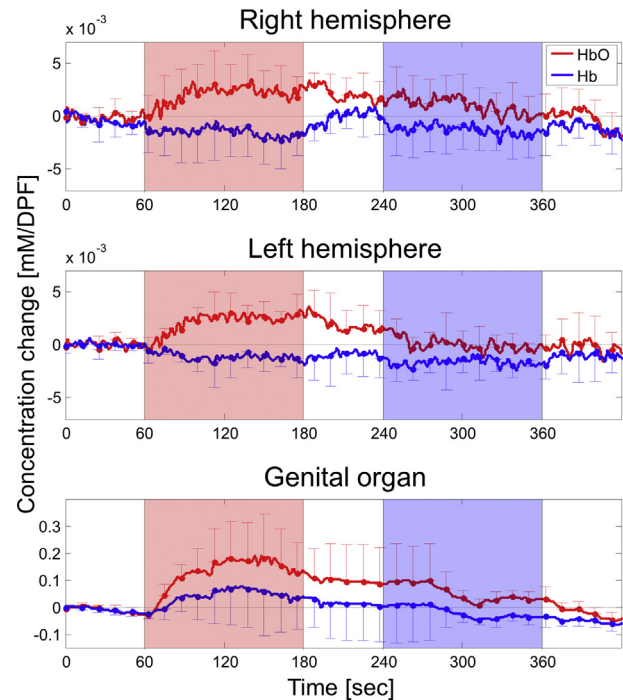 Right hemisphere
x 10 -3
5
0
-5
HbO
Hb
0 60 120 180 240 300 360
Left hemisphere
x 10 -3
5
0
-5
0 60 120 180 240 300 360
Concentration change [mM/DPF]
Genital organ
0.3
0.2
0.1
0
-0.1
0 60 120 180 240 300 360
Time [sec]